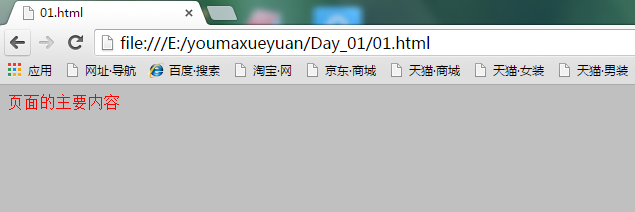 01.html
file:///E:/youmaxueyuan/Day_01/01.html
应用 网址·导航 百度·搜索 淘宝·网 京东·商城 天猫·商城 天猫·女装 天猫·男装
页面的主要内容